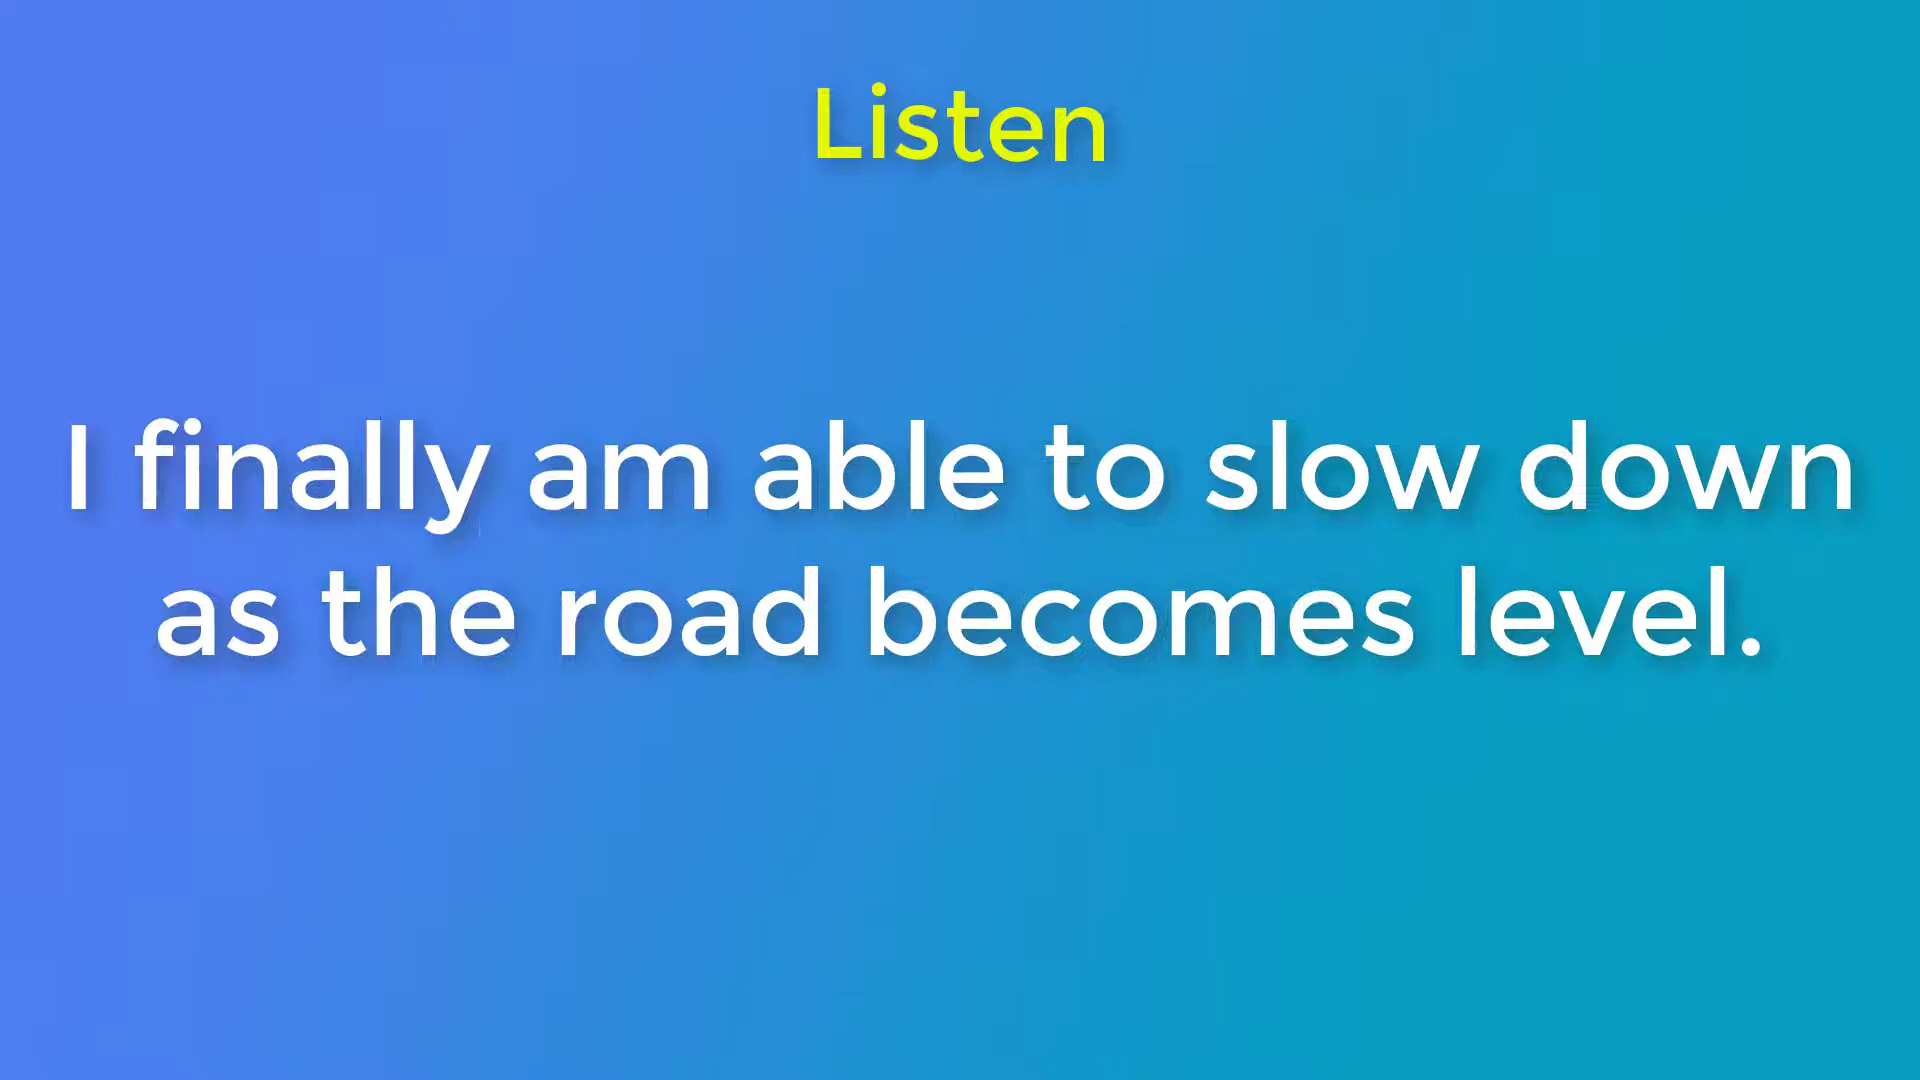 Listen
I finally am able to slow down
as the road becomes level.